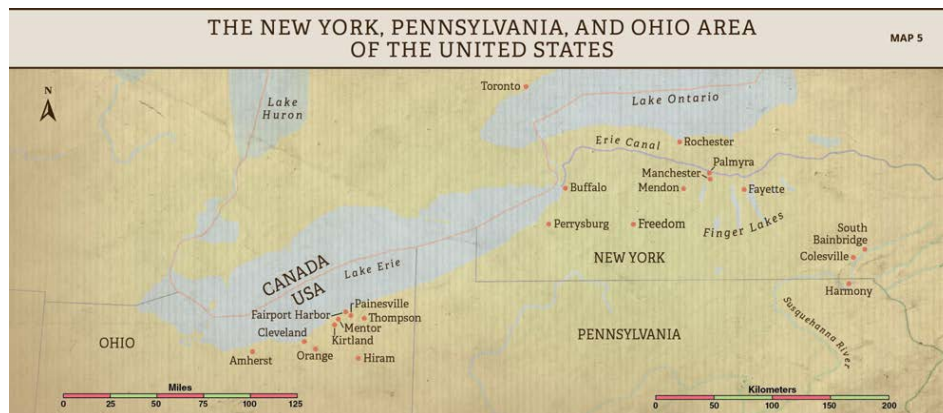 THE NEW YORK, PENNSYLVANIA, AND OHIO AREA
OF THE UNITED STATES
MAP 5
N
Toronto
Lake
Huron
Lake Ontario
Erie Canal
Rochester
Palmyra
Manchester
Mendon
Fayette
Buffalo
Perrysburg
Freedom
Finger Lakes
South
Bainbridge
Colesville
NEW YORK
CANADA
USA
Lake Erie
Harmony
Painesville
Fairport Harbor
Thompson
Mentor
Cleveland
Kirtland
OHIO
Orange
Amherst
Hiram
PENNSYLVANIA
Susquehanna River
Miles
0 25 50 75 100 125
Kilometers
0 50 100 150 200